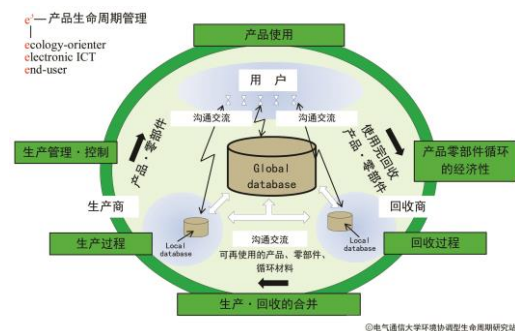 e³—产品生命周期管理
ecology-orienter
electronic ICT
end-user
产品使用
用 户
沟通交流
沟通交流
产品·零部件
使用完回收
产品·零部件
生产管理·控制
产品零部件循环
的经济性
Global
database
生产商
回收商
Local
database
Local
database
生产过程
回收过程
沟通交流
可再使用的产品、零部件、
循环材料
生产·回收的合并
©电气通信大学环境协调型生命周期研究站